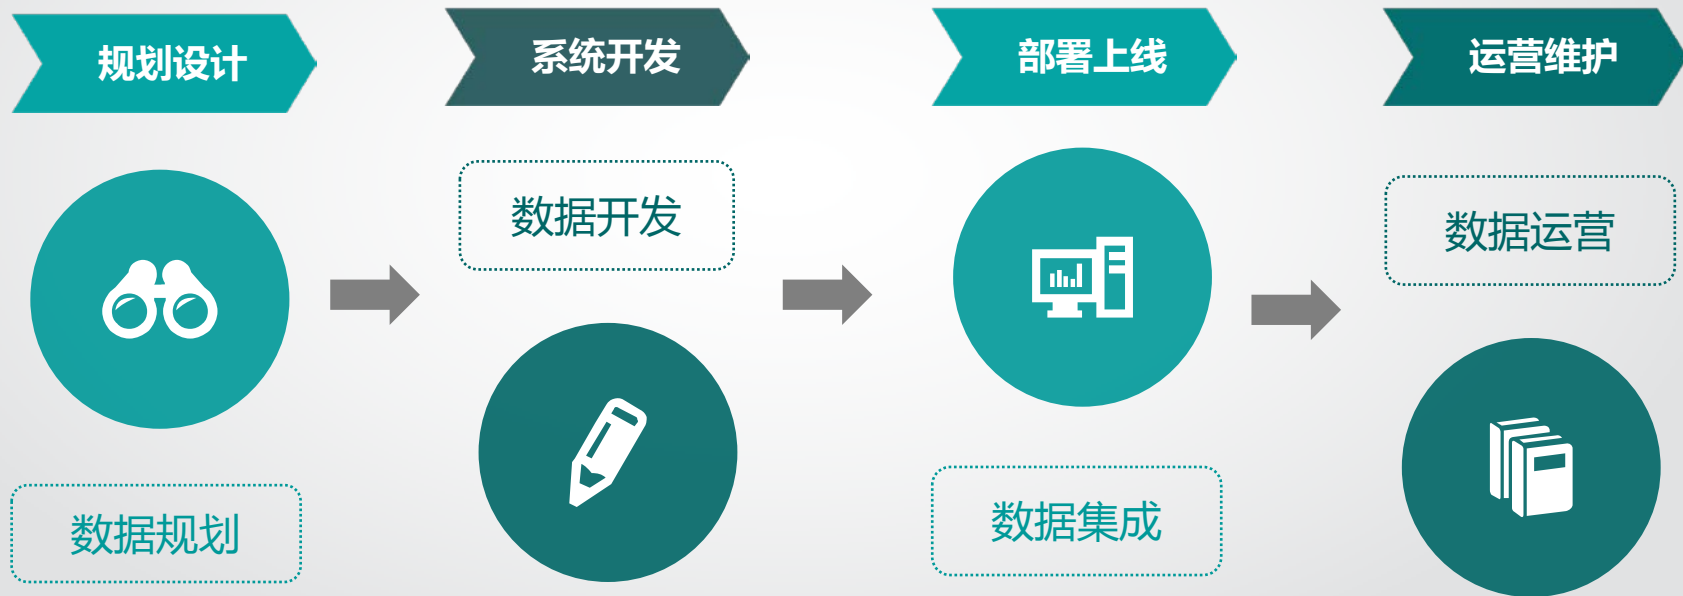 规划设计
系统开发
部署上线
运营维护
数据规划
数据开发
数据集成
数据运营